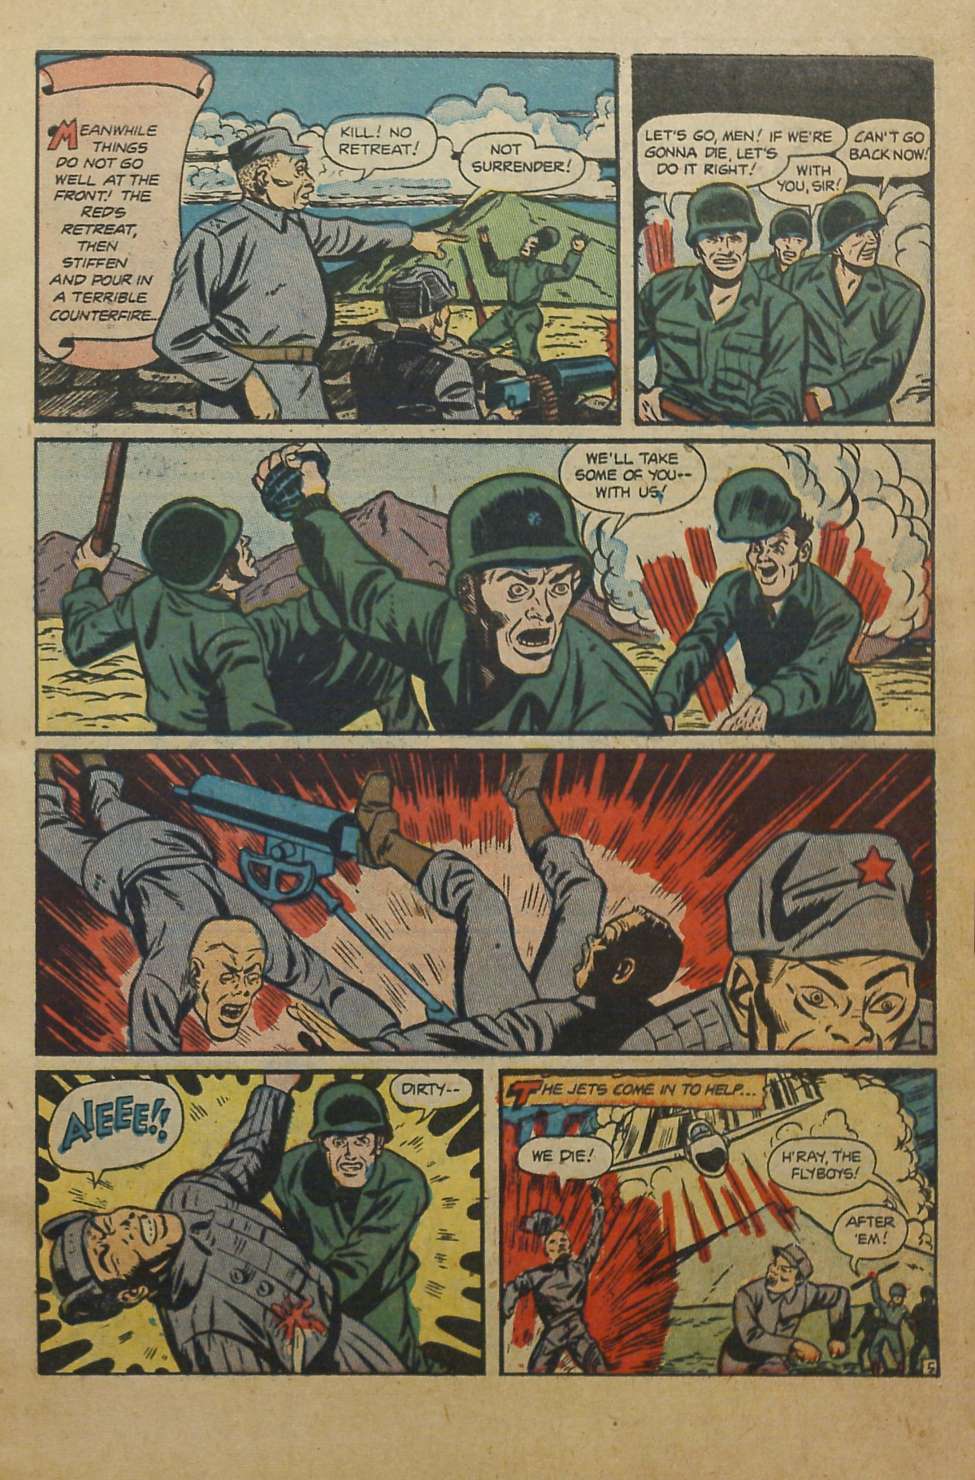 MEANWHILE
THINGS
DO NOT GO
WELL AT THE
FRONT! THE
REDS
RETREAT,
THEN
STIFFEN
AND POUR IN
A TERRIBLE
COUNTERFIRE...
KILL! NO
RETREAT!
NOT
SURRENDER!
LET'S GO, MEN! IF WE'RE
GONNA DIE, LET'S
DO IT RIGHT!
WITH
YOU, SIR!
CAN'T GO
BACK NOW!
WE'LL TAKE
SOME OF YOU--
WITH US!
AIEEE!!
DIRTY--
THE JETS COME IN TO HELP...
WE DIE!
H'RAY, THE
FLYBOYS!
AFTER
'EM!
5